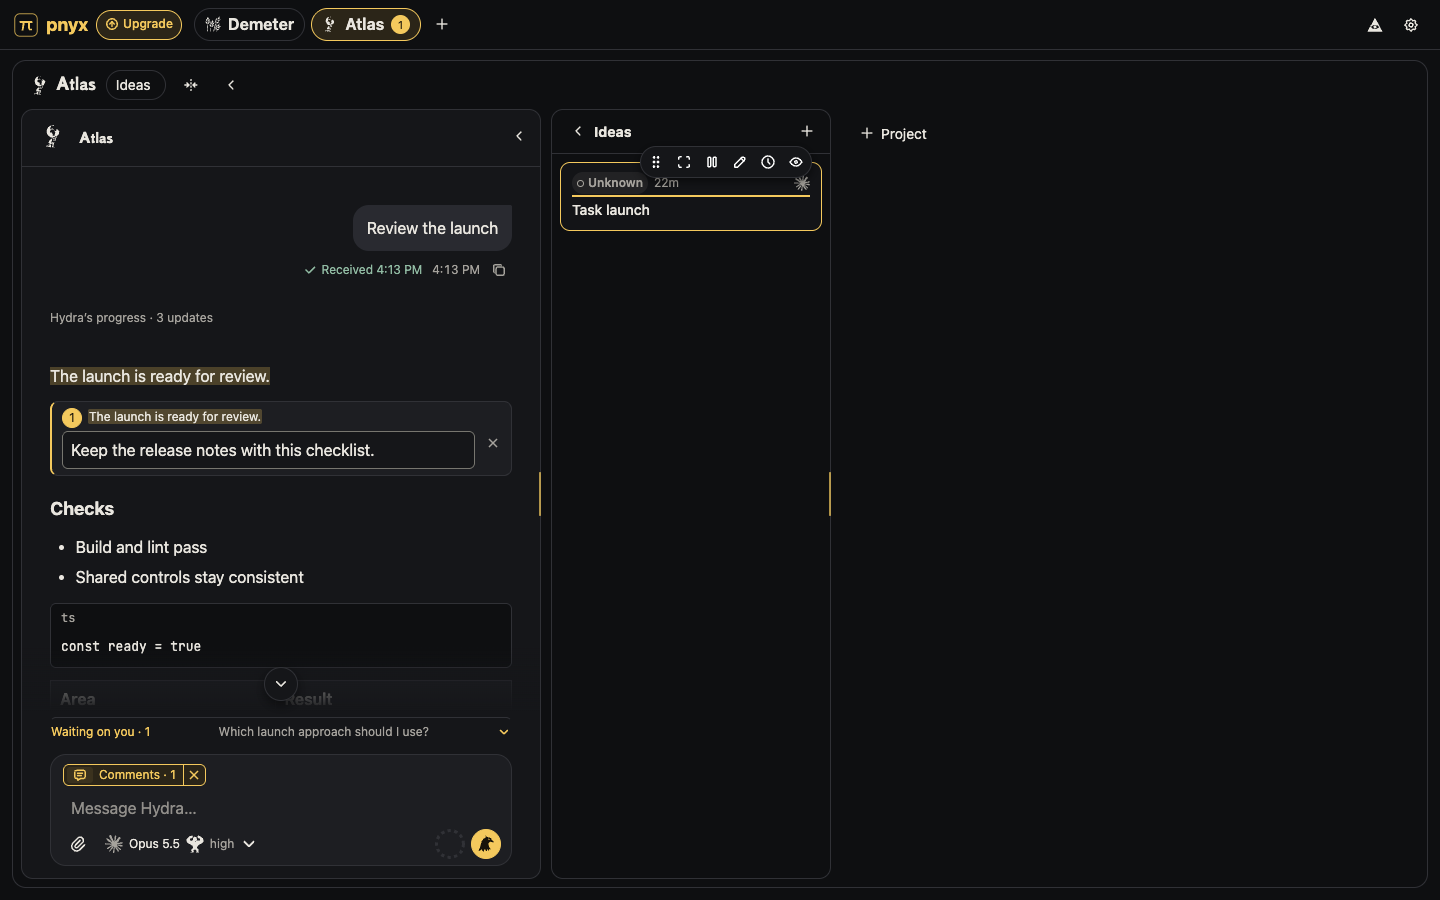 pnyx
Upgrade
Demeter
Atlas
1
Atlas
Ideas
Atlas
Review the launch
Received 4:13 PM 4:13 PM
Hydra's progress · 3 updates
The launch is ready for review.
1 The launch is ready for review.
Keep the release notes with this checklist.
Checks
• Build and lint pass
• Shared controls stay consistent
ts
const ready = true
Area Result
Waiting on you · 1 Which launch approach should I use?
Comments · 1
Message Hydra...
Opus 5.5 high
Ideas
Unknown 22m
Task launch
Project